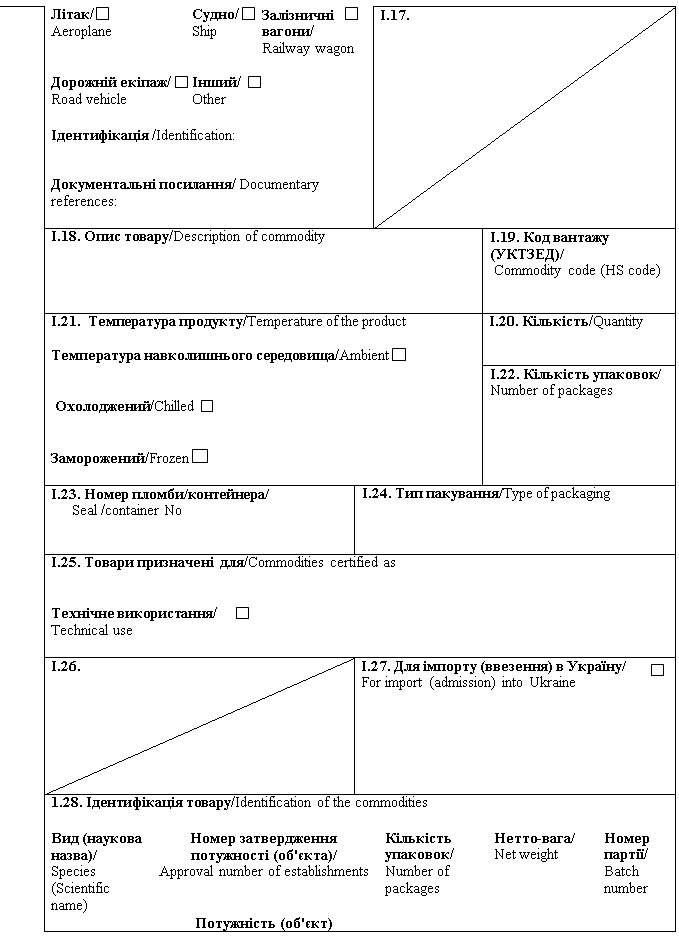 Літак/
Aeroplane
Судно/
Ship
Залізничні
вагони/
Railway wagon
Дорожній екіпаж/
Road vehicle
Інший/
Other
Ідентифікація /Identification:
Документальні посилання/ Documentary
references:
I.17.
I.18. Опис товару/Description of commodity
I.19. Код вантажу
(УКТЗЕД)/
Commodity code (HS code)
I.21. Температура продукту/Temperature of the product
Температура навколишнього середовища/Ambient
Охолоджений/Chilled
Заморожений/Frozen
I.20. Кількість/Quantity
I.22. Кількість упаковок/
Number of packages
I.23. Номер пломби/контейнера/
Seal /container No
I.24. Тип пакування/Type of packaging
I.25. Товари призначені для/Commodities certified as
Технічне використання/
Technical use
I.26.
I.27. Для імпорту (ввезення) в Україну/
For import (admission) into Ukraine
1.28. Ідентифікація товару/Identification of the commodities
Вид (наукова
назва)/
Species
(Scientific
name)
Номер затвердження
потужності (об'єкта)/
Approval number of establishments
Потужність (об'єкт)
Кількість
упаковок/
Number of
packages
Нетто-вага/
Net weight
Номер
партії/
Batch
number